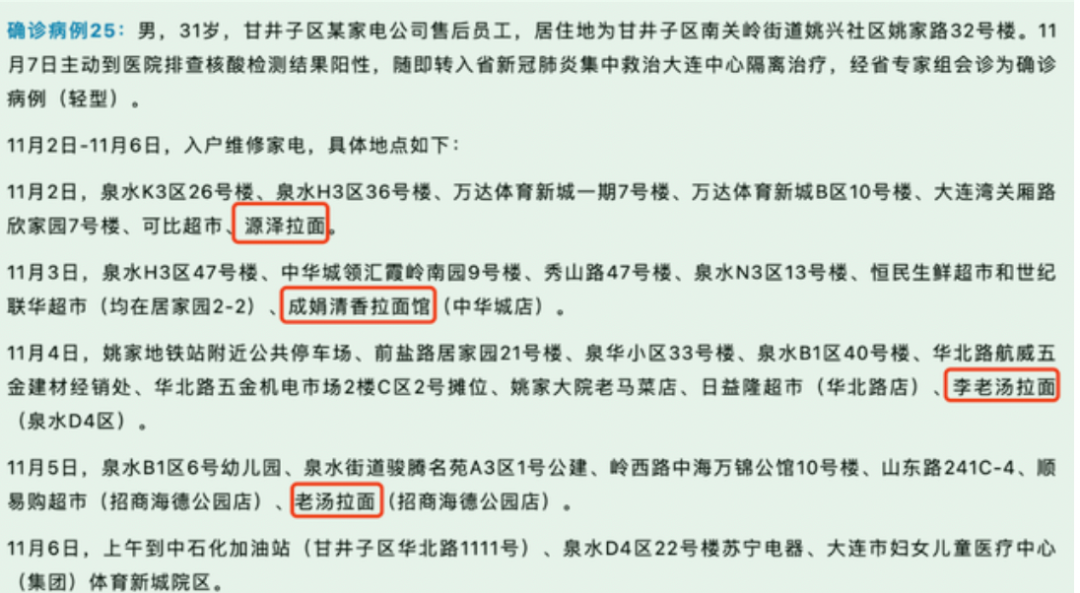 确诊病例25：男，31岁，甘井子区某家电公司售后员工，居住地为甘井子区南关岭街道姚兴社区姚家路32号楼。11
月7日主动到医院排查核酸检测结果阳性，随即转入省新冠肺炎集中救治大连中心隔离治疗，经省专家组会诊为确诊
病例（轻型）。
11月2日-11月6日，入户维修家电，具体地点如下：
11月2日，泉水K3区26号楼、泉水H3区36号楼、万达体育新城一期7号楼、万达体育新城B区10号楼、大连湾关厢路
欣家园7号楼、可比超市、源泽拉面。
11月3日，泉水H3区47号楼、中华城领汇霞岭南园9号楼、秀山路47号楼、泉水N3区13号楼、恒民生鲜超市和世纪
联华超市（均在居家园2-2）、成娟清香拉面馆（中华城店）。
11月4日，姚家地铁站附近公共停车场、前盐路居家园21号楼、泉华小区33号楼、泉水B1区40号楼、华北路航威五
金建材经销处、华北路五金机电市场2楼C区2号摊位、姚家大院老马菜店、日益隆超市（华北路店）、李老汤拉面
（泉水D4区）。
11月5日，泉水B1区6号幼儿园、泉水街道骏腾名苑A3区1号公建、岭西路中海万锦公馆10号楼、山东路241C-4、顺
易购超市（招商海德公园店）、老汤拉面（招商海德公园店）。
11月6日，上午到中石化加油站（甘井子区华北路1111号）、泉水D4区22号楼苏宁电器、大连市妇女儿童医疗中心
（集团）体育新城院区。